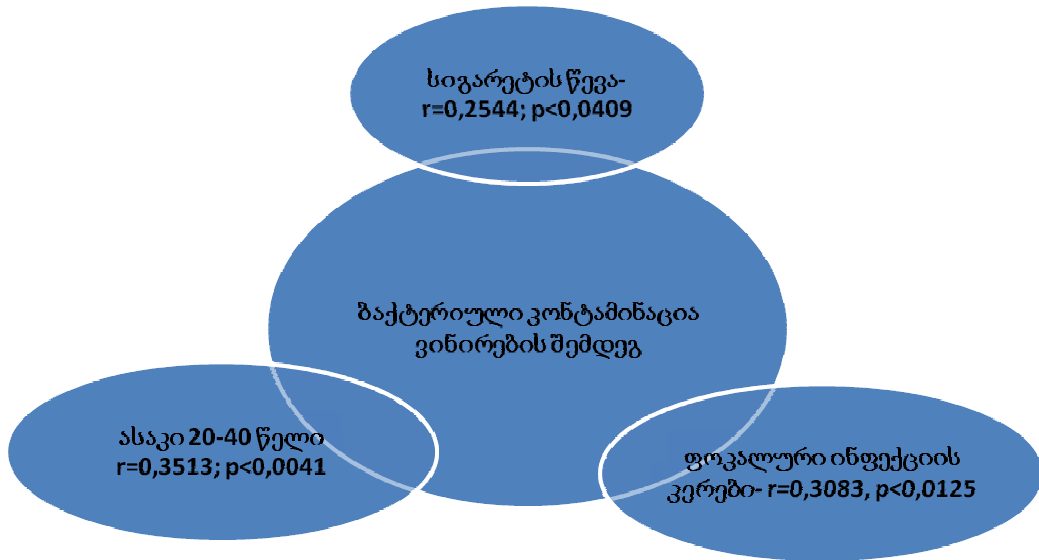 სიგარეტის წევა-
r=0,2544; p<0,0409
ბაქტერიული კონტამინაცია
ვინირების შემდეგ
ასაკი 20-40 წელი
r=0,3513; p<0,0041
ფოკალური ინფექციის
კერები- r=0,3083, p<0,0125